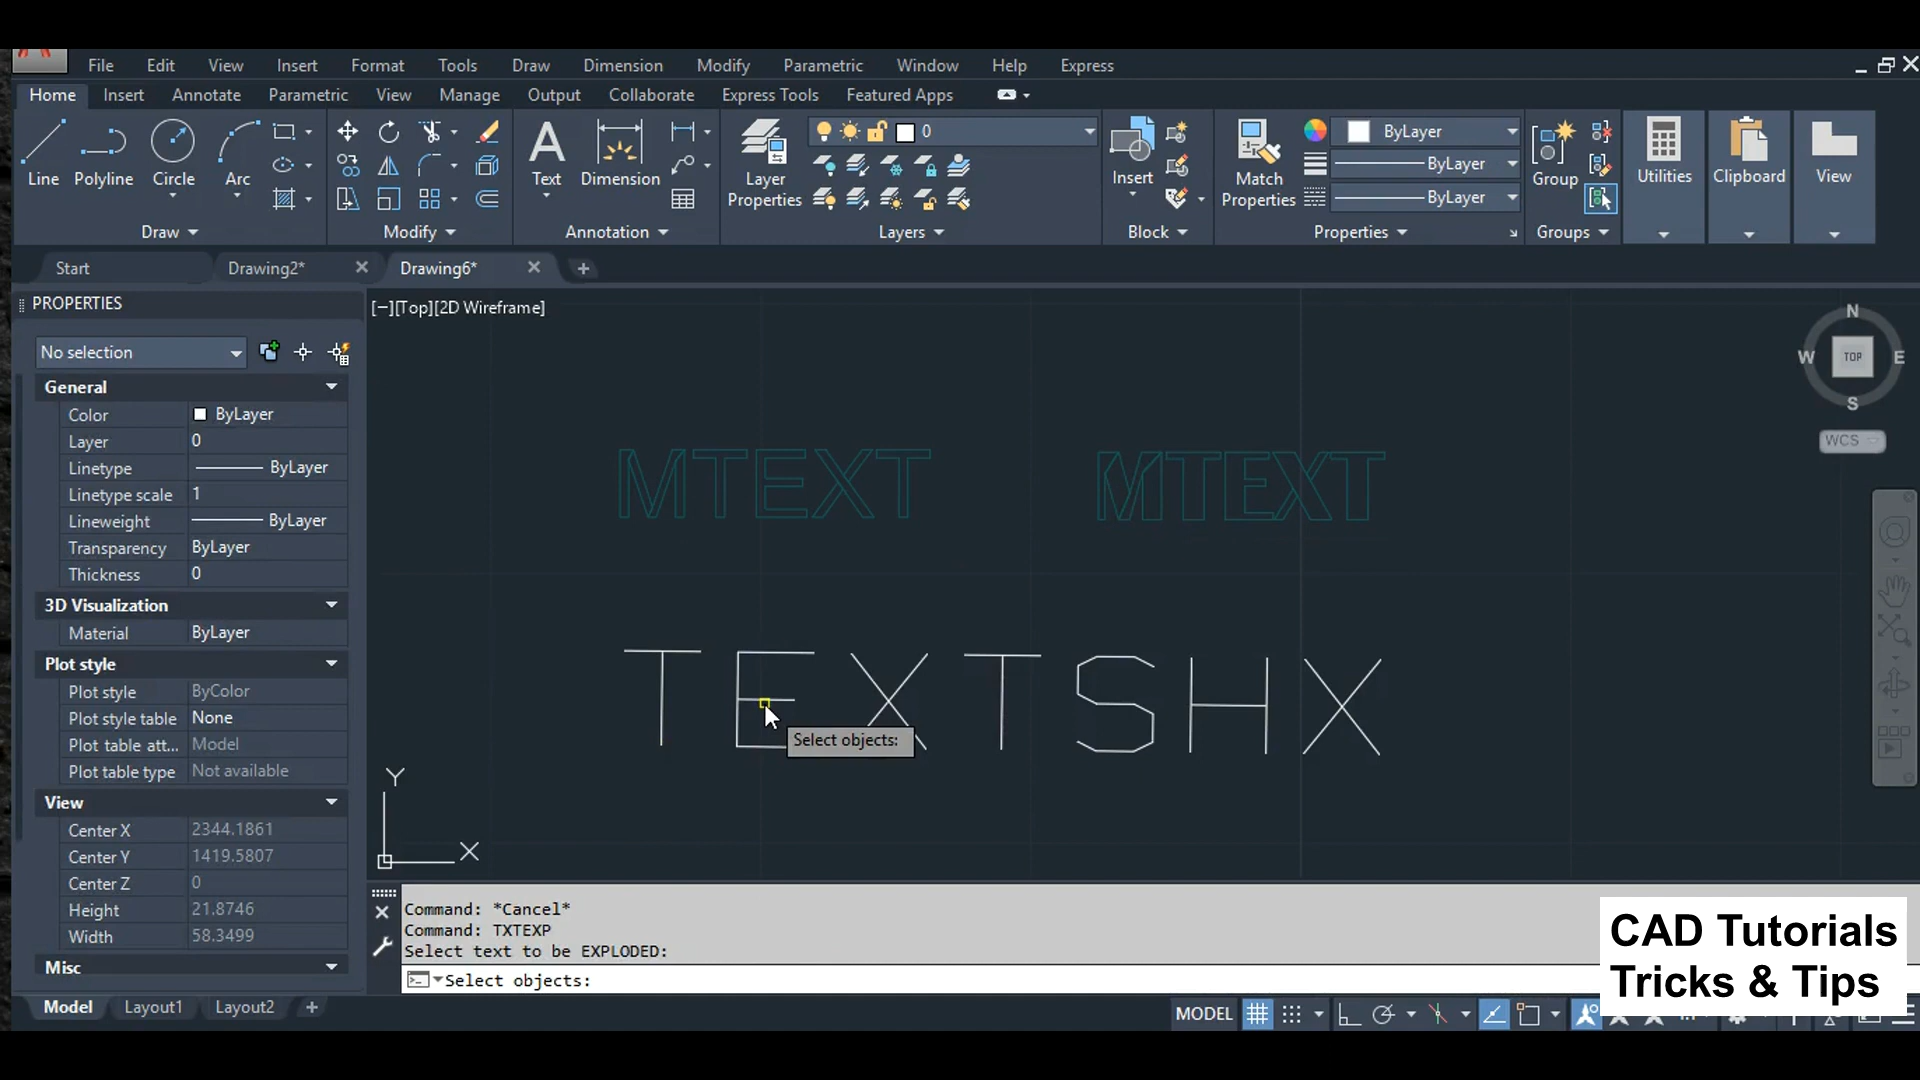 File Edit View Insert Format Tools Draw Dimension Modify Parametric Window Help Express
Home Insert Annotate Parametric View Manage Output Collaborate Express Tools Featured Apps
Line Polyline Circle Arc
Text Dimension
Layer Properties
0
Insert
Match Properties
ByLayer
ByLayer
ByLayer
Group
Utilities
Clipboard
View
Draw Modify Annotation Layers Block Properties Groups
Start Drawing2* Drawing6*
PROPERTIES
[−][Top][2D Wireframe]
No selection
General
Color ByLayer
Layer 0
Linetype ByLayer
Linetype scale 1
Lineweight ByLayer
Transparency ByLayer
Thickness 0
3D Visualization
Material ByLayer
Plot style
Plot style ByColor
Plot style table None
Plot table att... Model
Plot table type Not available
View
Center X 2344.1861
Center Y 1419.5807
Center Z 0
Height 21.8746
Width 58.3499
Misc
N
W TOP E
S
WCS
MTEXT MTEXT
TEXTSHX
Select objects:
Y
X
Command: *Cancel*
Command: TXTEXP
Select text to be EXPLODED:
Select objects:
CAD Tutorials
Tricks & Tips
Model Layout1 Layout2
MODEL